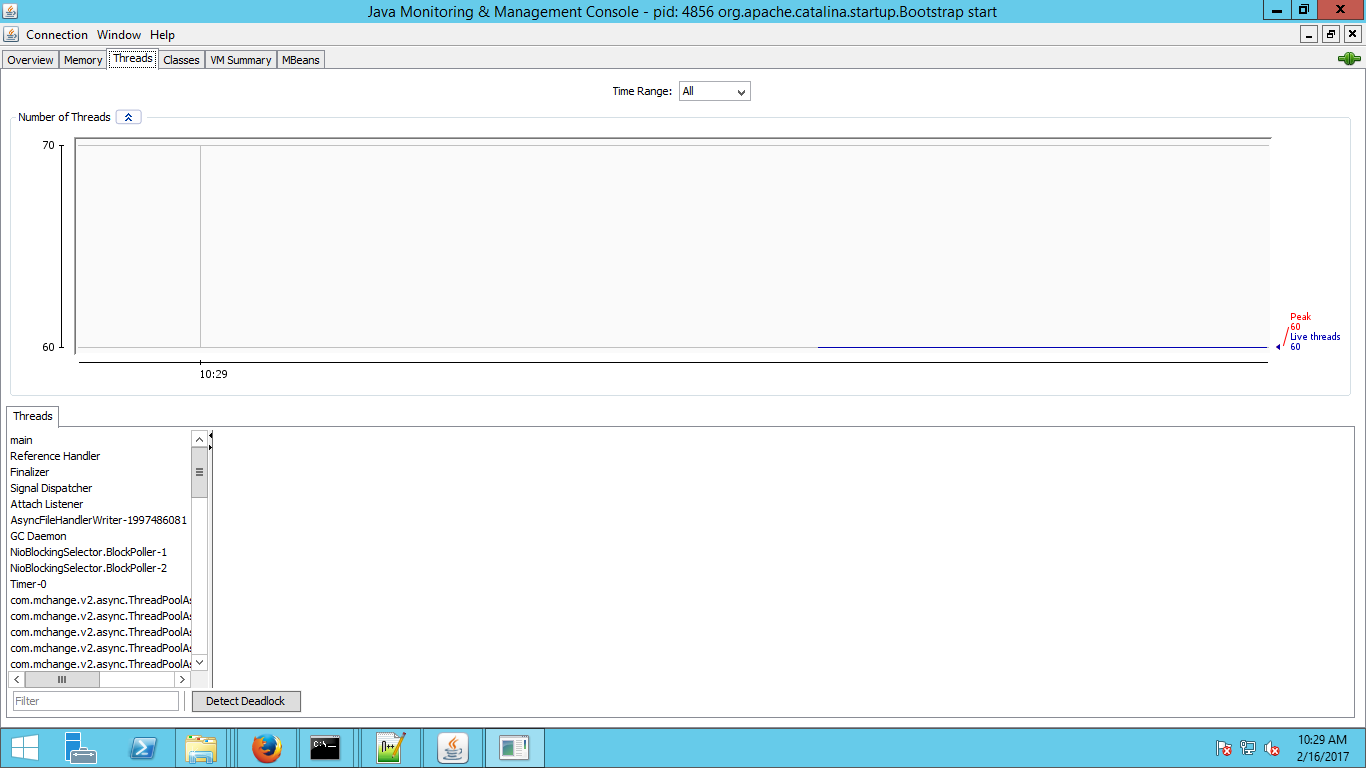 Java Monitoring & Management Console - pid: 4856 org.apache.catalina.startup.Bootstrap start
Connection Window Help
Overview Memory Threads Classes VM Summary MBeans
Time Range: All
Number of Threads
70
60
10:29
Peak
60
Live threads
60
Threads
main
Reference Handler
Finalizer
Signal Dispatcher
Attach Listener
AsyncFileHandlerWriter-1997486081
GC Daemon
NioBlockingSelector.BlockPoller-1
NioBlockingSelector.BlockPoller-2
Timer-0
com.mchange.v2.async.ThreadPoolAs
com.mchange.v2.async.ThreadPoolAs
com.mchange.v2.async.ThreadPoolAs
com.mchange.v2.async.ThreadPoolAs
com.mchange.v2.async.ThreadPoolAs
Filter Detect Deadlock
10:29 AM
2/16/2017